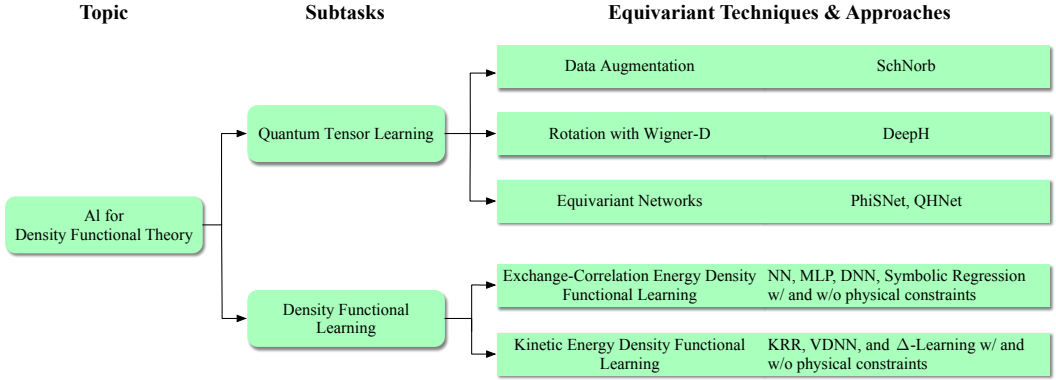 Topic
Subtasks
Equivariant Techniques & Approaches
AI for
Density Functional Theory
Quantum Tensor Learning
Data Augmentation
SchNorb
Rotation with Wigner-D
DeepH
Equivariant Networks
PhiSNet, QHNet
Density Functional
Learning
Exchange-Correlation Energy Density
Functional Learning
NN, MLP, DNN, Symbolic Regression
w/ and w/o physical constraints
Kinetic Energy Density Functional
Learning
KRR, VDNN, and Δ-Learning w/ and
w/o physical constraints